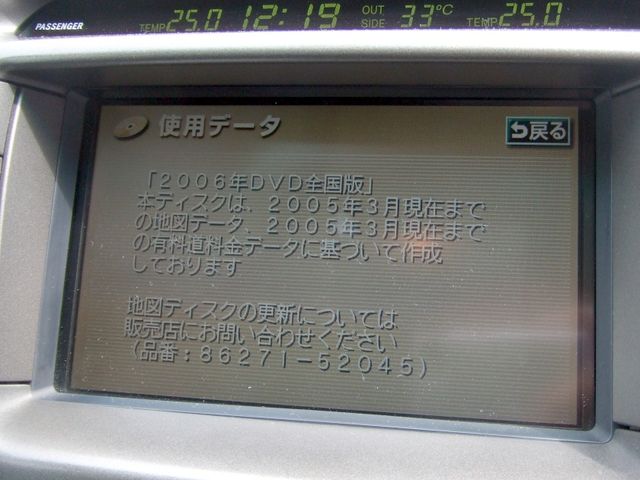 PASSENGER TEMP 25.0 12:19 OUT SIDE 33℃ TEMP 25.0
使用データ
戻る
「2006年DVD全国版」
本ディスクは、2005年3月現在まで
の地図データ、2005年3月現在まで
の有料道料金データに基づいて作成
しております
地図ディスクの更新については
販売店にお問い合わせください
（品番：86271－52045）